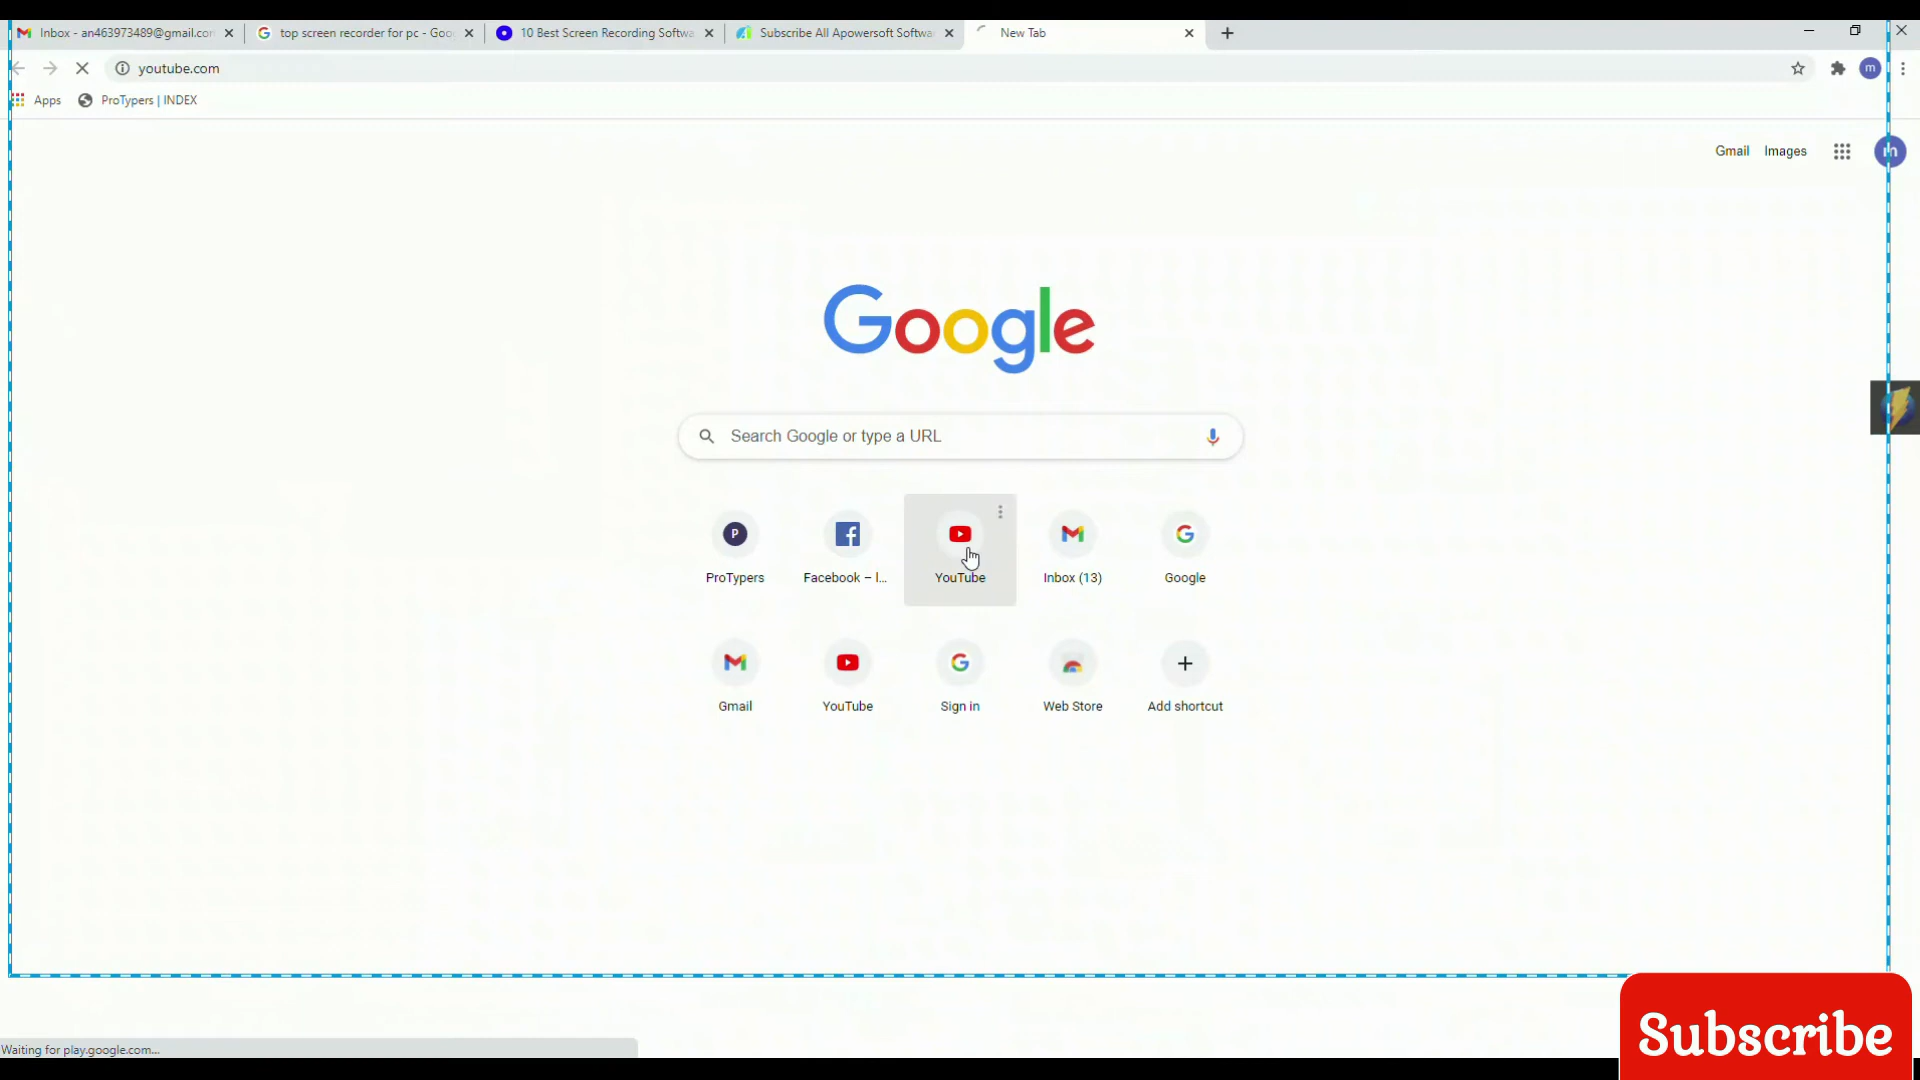 Inbox - an463973489@gmail.con
top screen recorder for pc - Goo
10 Best Screen Recording Softwa
Subscribe All Apowersoft Softwa
New Tab
youtube.com
m
Apps
ProTypers | INDEX
Gmail
Images
m
Google
Search Google or type a URL
P
ProTypers
Facebook – l...
YouTube
Inbox (13)
Google
Gmail
YouTube
Sign in
Web Store
Add shortcut
Subscribe
Waiting for play.google.com...